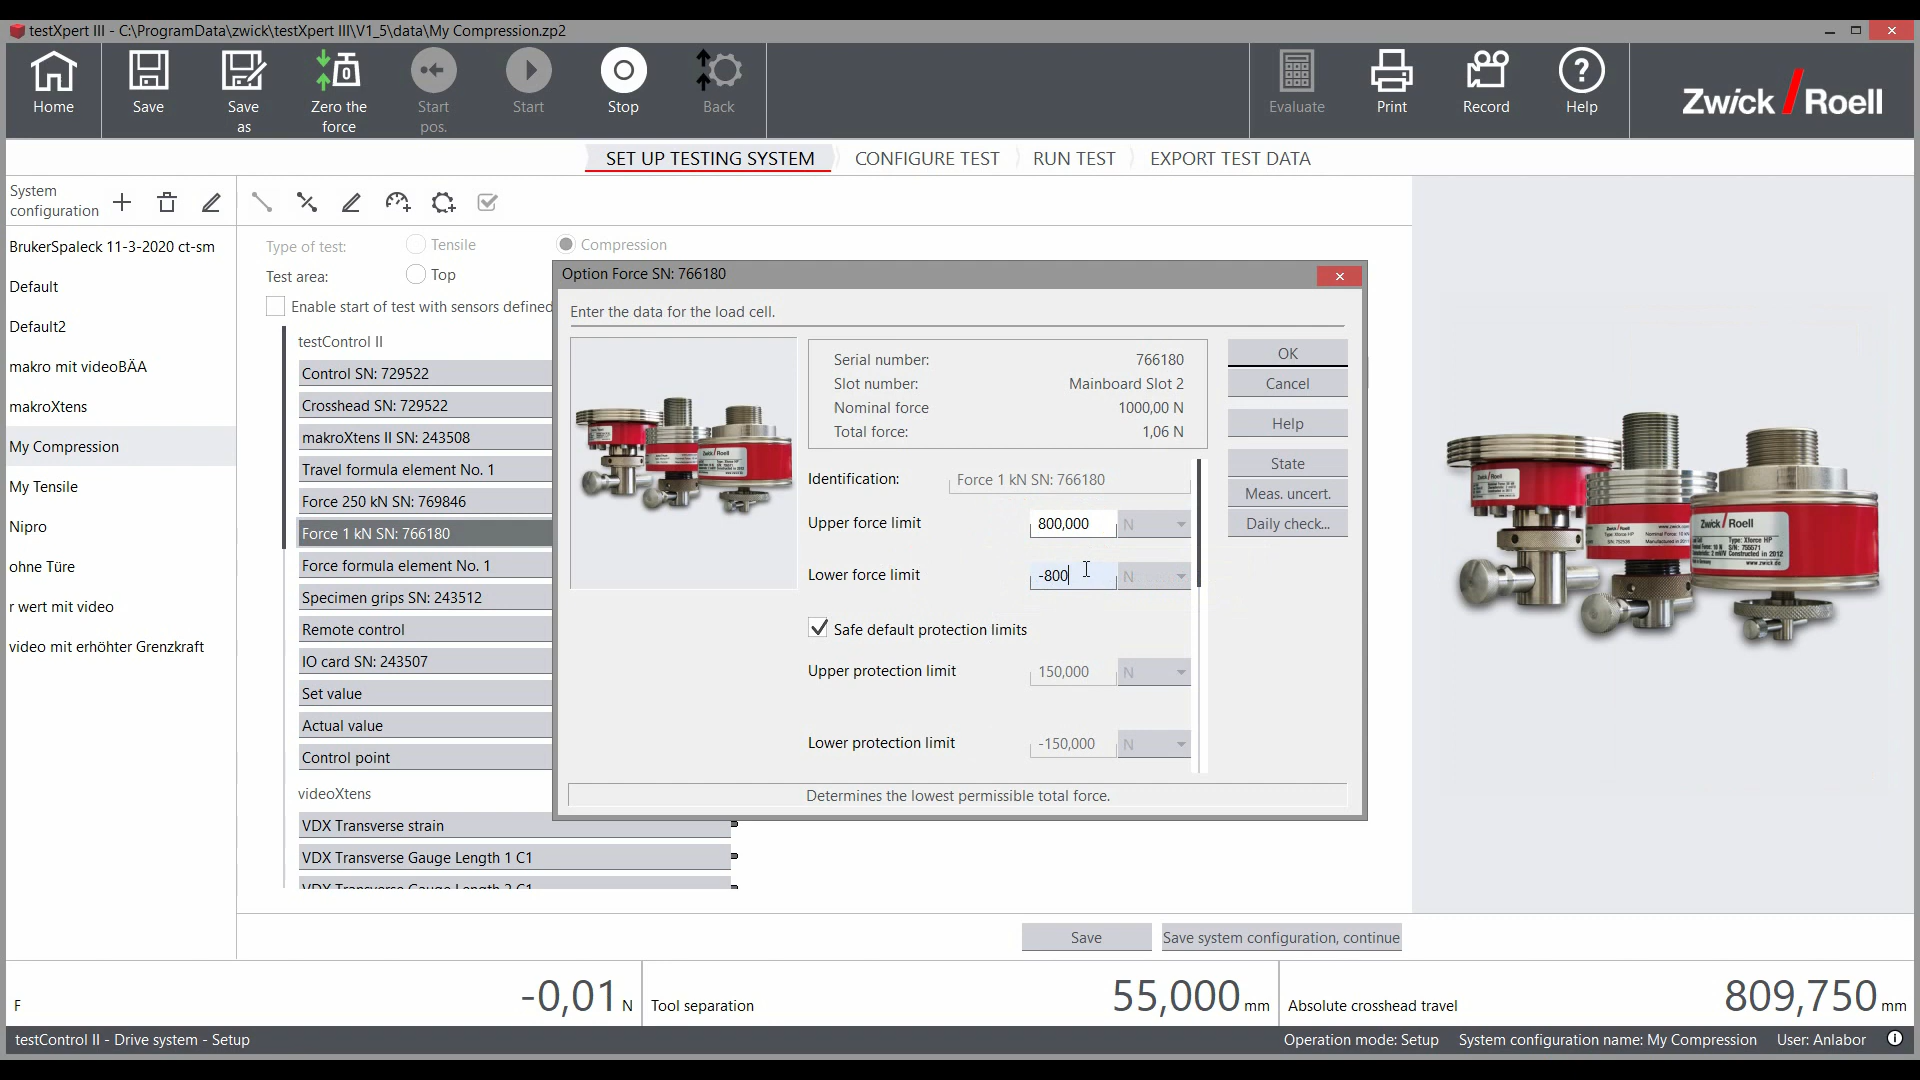 testXpert III - C:\ProgramData\zwick\testXpert III\V1_5\data\My Compression.zp2
Home
Save
Save as
Zero the force
Start pos.
Start
Stop
Back
Evaluate
Print
Record
Help
Zwick / Roell
SET UP TESTING SYSTEM
CONFIGURE TEST
RUN TEST
EXPORT TEST DATA
System configuration
BrukerSpaleck 11-3-2020 ct-sm
Default
Default2
makro mit videoBÄA
makroXtens
My Compression
My Tensile
Nipro
ohne Türe
r wert mit video
video mit erhöhter Grenzkraft
Type of test:
Tensile
Compression
Test area:
Top
Enable start of test with sensors defined
testControl II
Control SN: 729522
Crosshead SN: 729522
makroXtens II SN: 243508
Travel formula element No. 1
Force 250 kN SN: 769846
Force 1 kN SN: 766180
Force formula element No. 1
Specimen grips SN: 243512
Remote control
IO card SN: 243507
Set value
Actual value
Control point
videoXtens
VDX Transverse strain
VDX Transverse Gauge Length 1 C1
VDX Transverse Gauge Length 2 C1
Option Force SN: 766180
Enter the data for the load cell.
Serial number: 766180
Slot number: Mainboard Slot 2
Nominal force 1000,00 N
Total force: 1,06 N
OK
Cancel
Help
State
Meas. uncert.
Daily check...
Identification: Force 1 kN SN: 766180
Upper force limit 800,000 N
Lower force limit -800 N
Safe default protection limits
Upper protection limit 150,000 N
Lower protection limit -150,000 N
Determines the lowest permissible total force.
Save
Save system configuration, continue
F -0,01 N
Tool separation 55,000 mm
Absolute crosshead travel 809,750 mm
testControl II - Drive system - Setup
Operation mode: Setup
System configuration name: My Compression
User: Anlabor